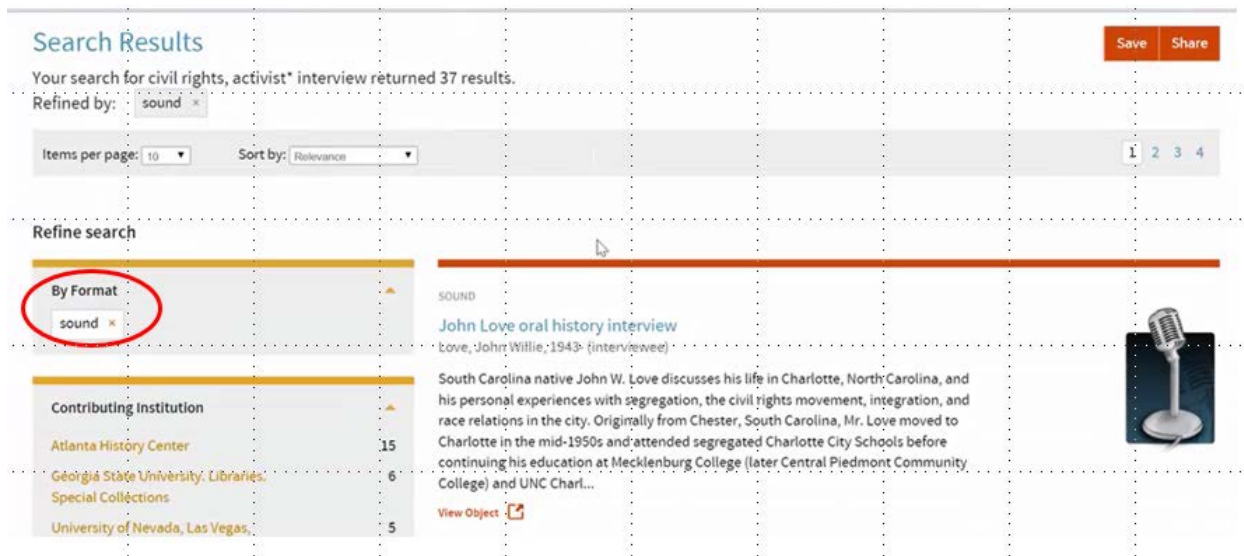 Search Results
Save Share
Your search for civil rights, activist* interview returned 37 results.
Refined by: sound ×
Items per page: 10 ▼ Sort by: Relevance ▼
1 2 3 4
Refine search
By Format
sound ×
Contributing Institution
Atlanta History Center 15
Georgia State University. Libraries. 6
Special Collections
University of Nevada, Las Vegas, 5
SOUND
John Love oral history interview
Love, John Willie, 1943- (interviewee)
South Carolina native John W. Love discusses his life in Charlotte, North Carolina, and
his personal experiences with segregation, the civil rights movement, integration, and
race relations in the city. Originally from Chester, South Carolina, Mr. Love moved to
Charlotte in the mid-1950s and attended segregated Charlotte City Schools before
continuing his education at Mecklenburg College (later Central Piedmont Community
College) and UNC Charl...
View Object